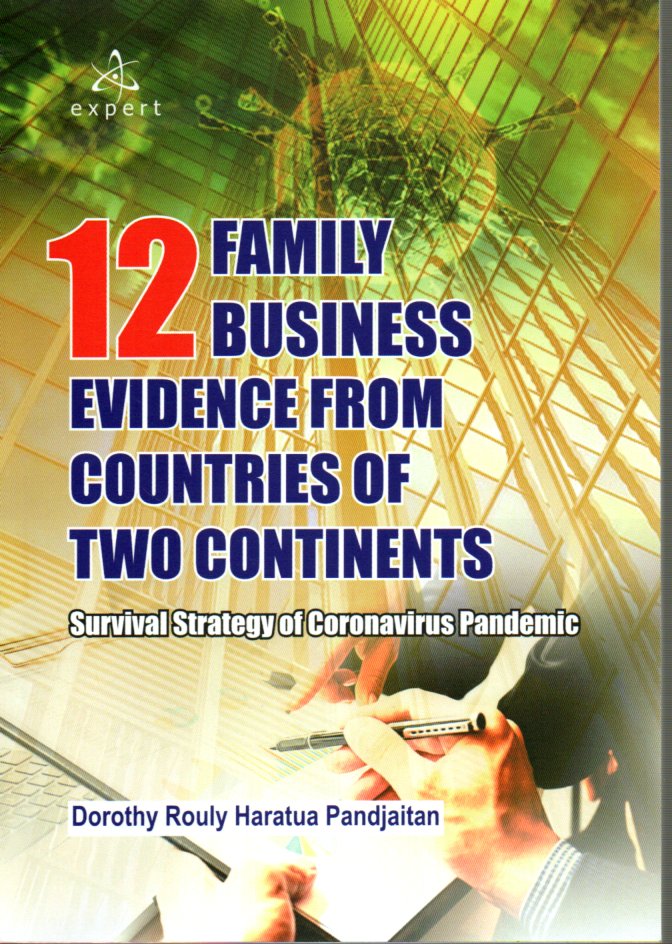 expert
12 FAMILY
BUSINESS
EVIDENCE FROM
COUNTRIES OF
TWO CONTINENTS
Survival Strategy of Coronavirus Pandemic
Dorothy Rouly Haratua Pandjaitan